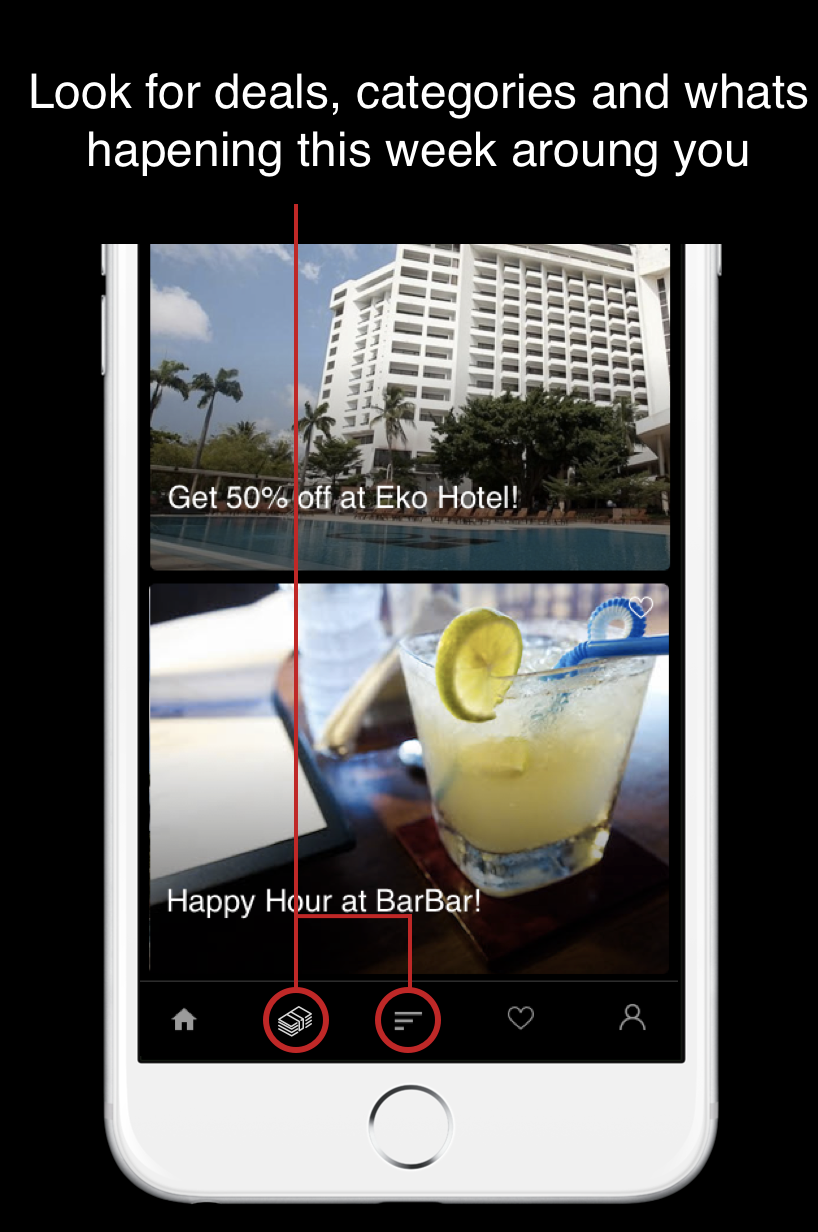 Look for deals, categories and whats
hapening this week aroung you
Get 50% off at Eko Hotel!
Happy Hour at BarBar!